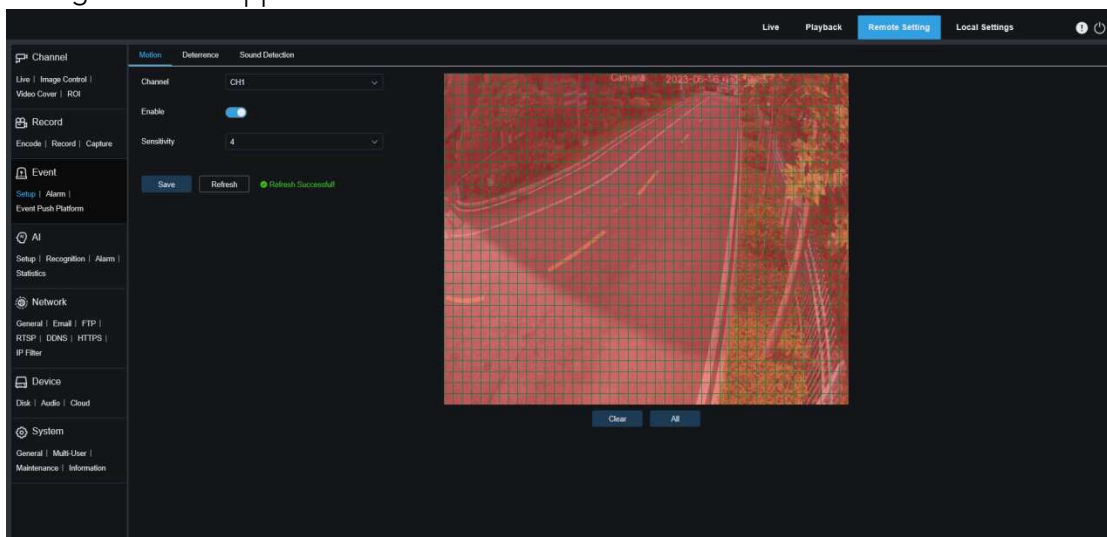 Live Playback Remote Setting Local Settings
Channel
Live | Image Control |
Video Cover | ROI
Record
Encode | Record | Capture
Event
Setup | Alarm |
Event Push Platform
AI
Setup | Recognition | Alarm |
Statistics
Network
General | Email | FTP |
RTSP | DDNS | HTTPS |
IP Filter
Device
Disk | Audio | Cloud
System
General | Multi-User |
Maintenance | Information
Motion Deterrence Sound Detection
Channel CH1
Enable
Sensitivity 4
Save Refresh Refresh Successful!
Camera
Clear All